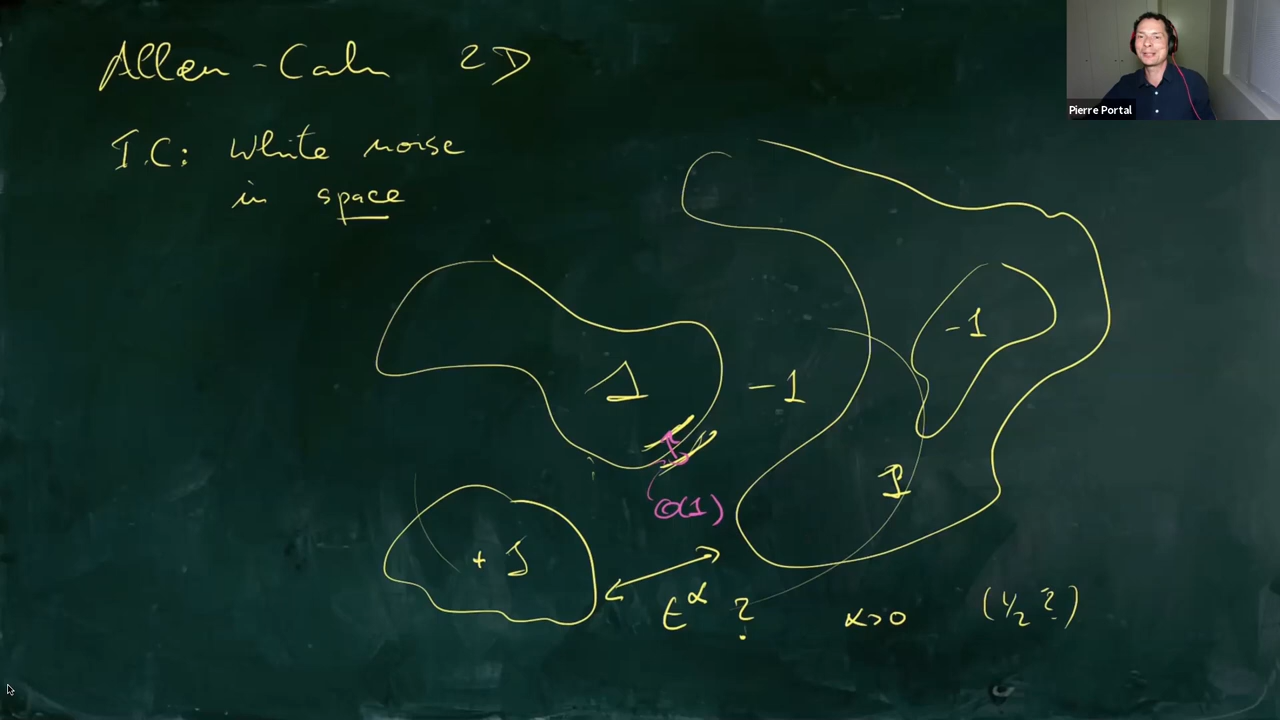 Allen-Cahn 2D
Pierre Portal
I.C: White noise
in space
-1
1
-1
1
O(1)
+1
t^α ?
α>0
(1/2 ?)